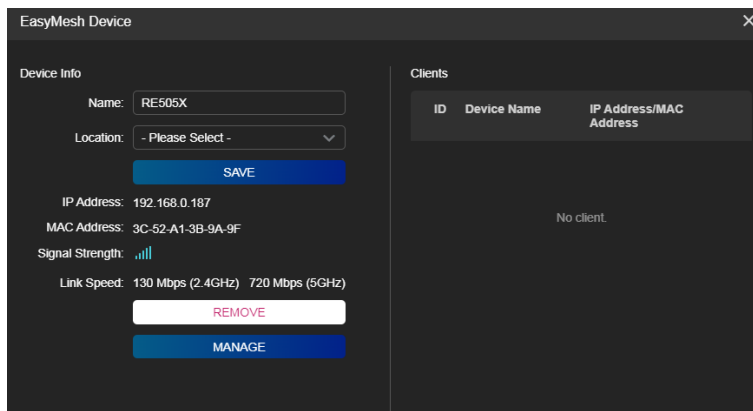 EasyMesh Device
Device Info
Name: RE505X
Location: - Please Select -
SAVE
IP Address: 192.168.0.187
MAC Address: 3C-52-A1-3B-9A-9F
Signal Strength:
Link Speed: 130 Mbps (2.4GHz) 720 Mbps (5GHz)
REMOVE
MANAGE
Clients
ID Device Name IP Address/MAC
Address
No client.